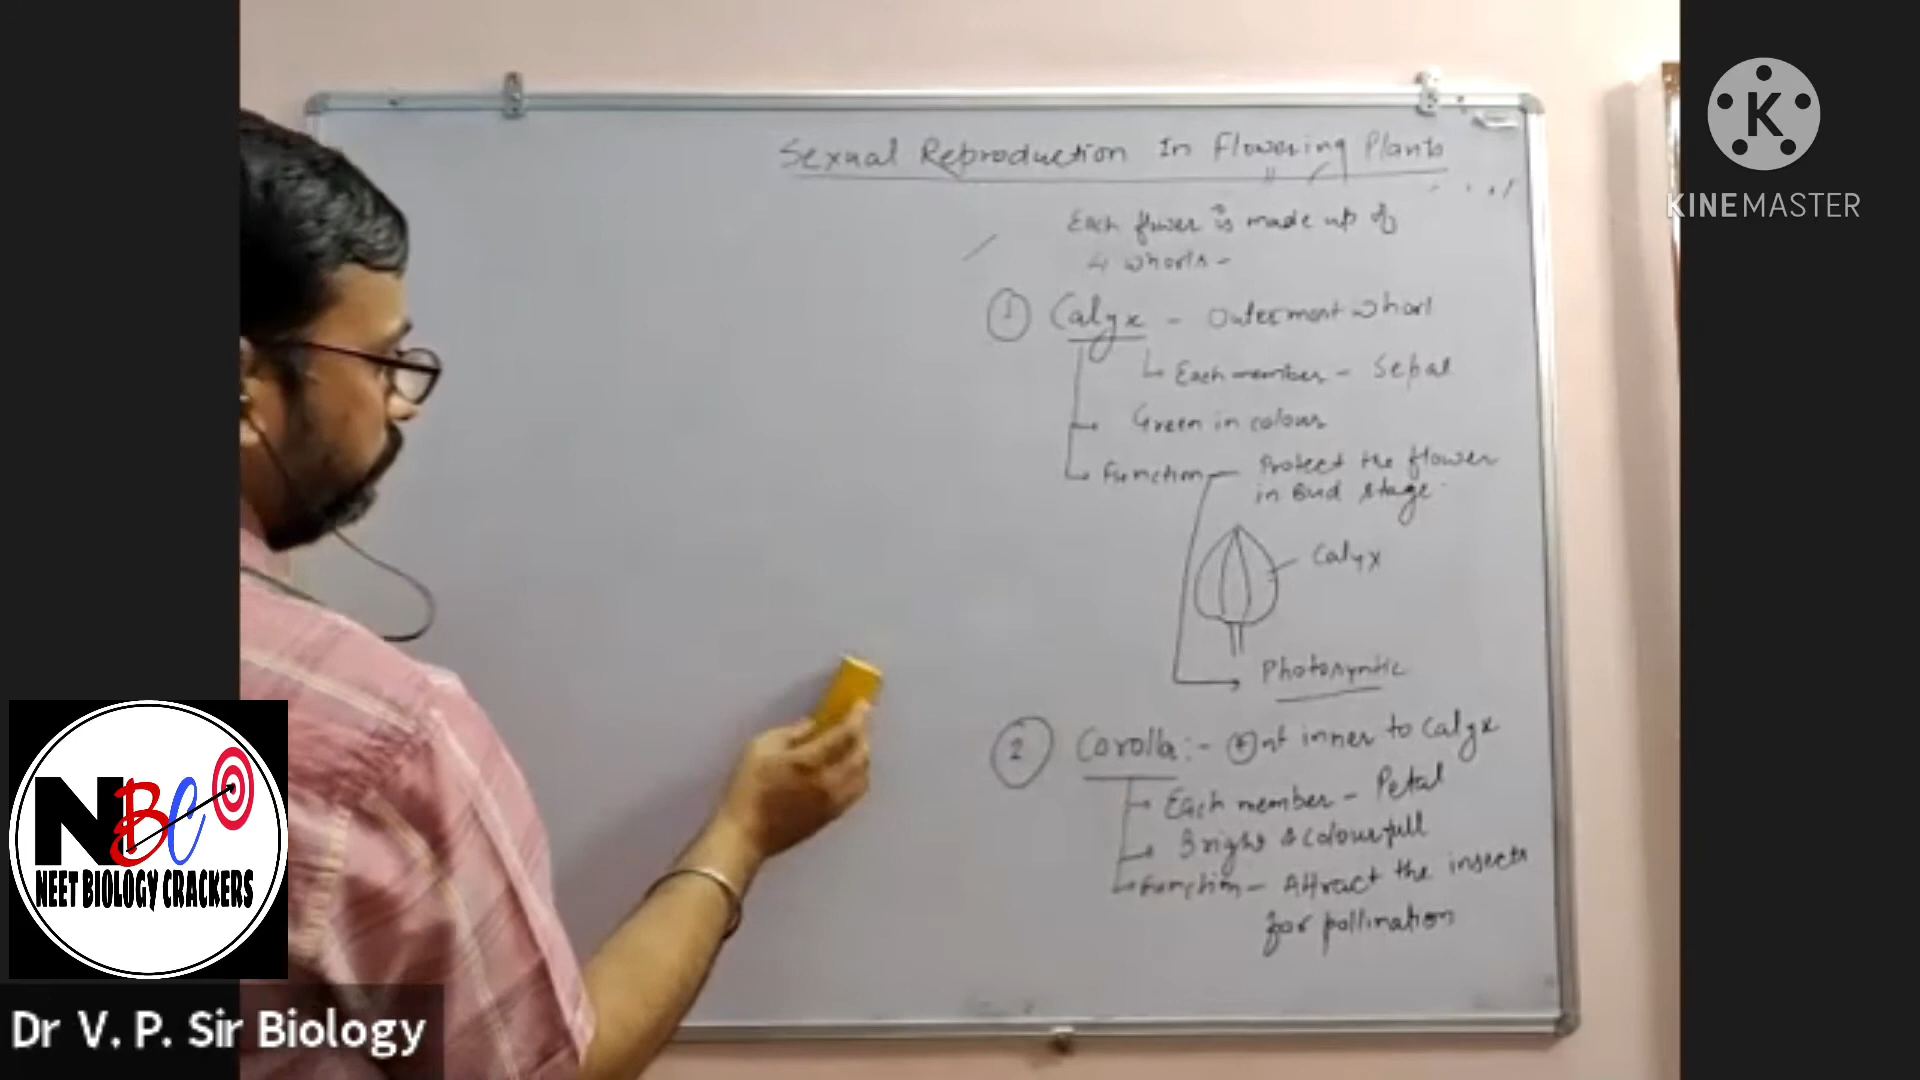 Sexual Reproduction In Flowering Plants
Each flower is made up of
4 whorls -
① Calyx - Outermost whorl
Each member - Sepal
Green in colour
Function - Protect the flower
in Bud stage
Calyx
Photosyntic
② Corolla :- nt inner to Calyx
Each member - Petal
Bright & colourfull
Function - Attract the insects
for pollination
K
KINEMASTER
NBC
NEET BIOLOGY CRACKERS
Dr V. P. Sir Biology